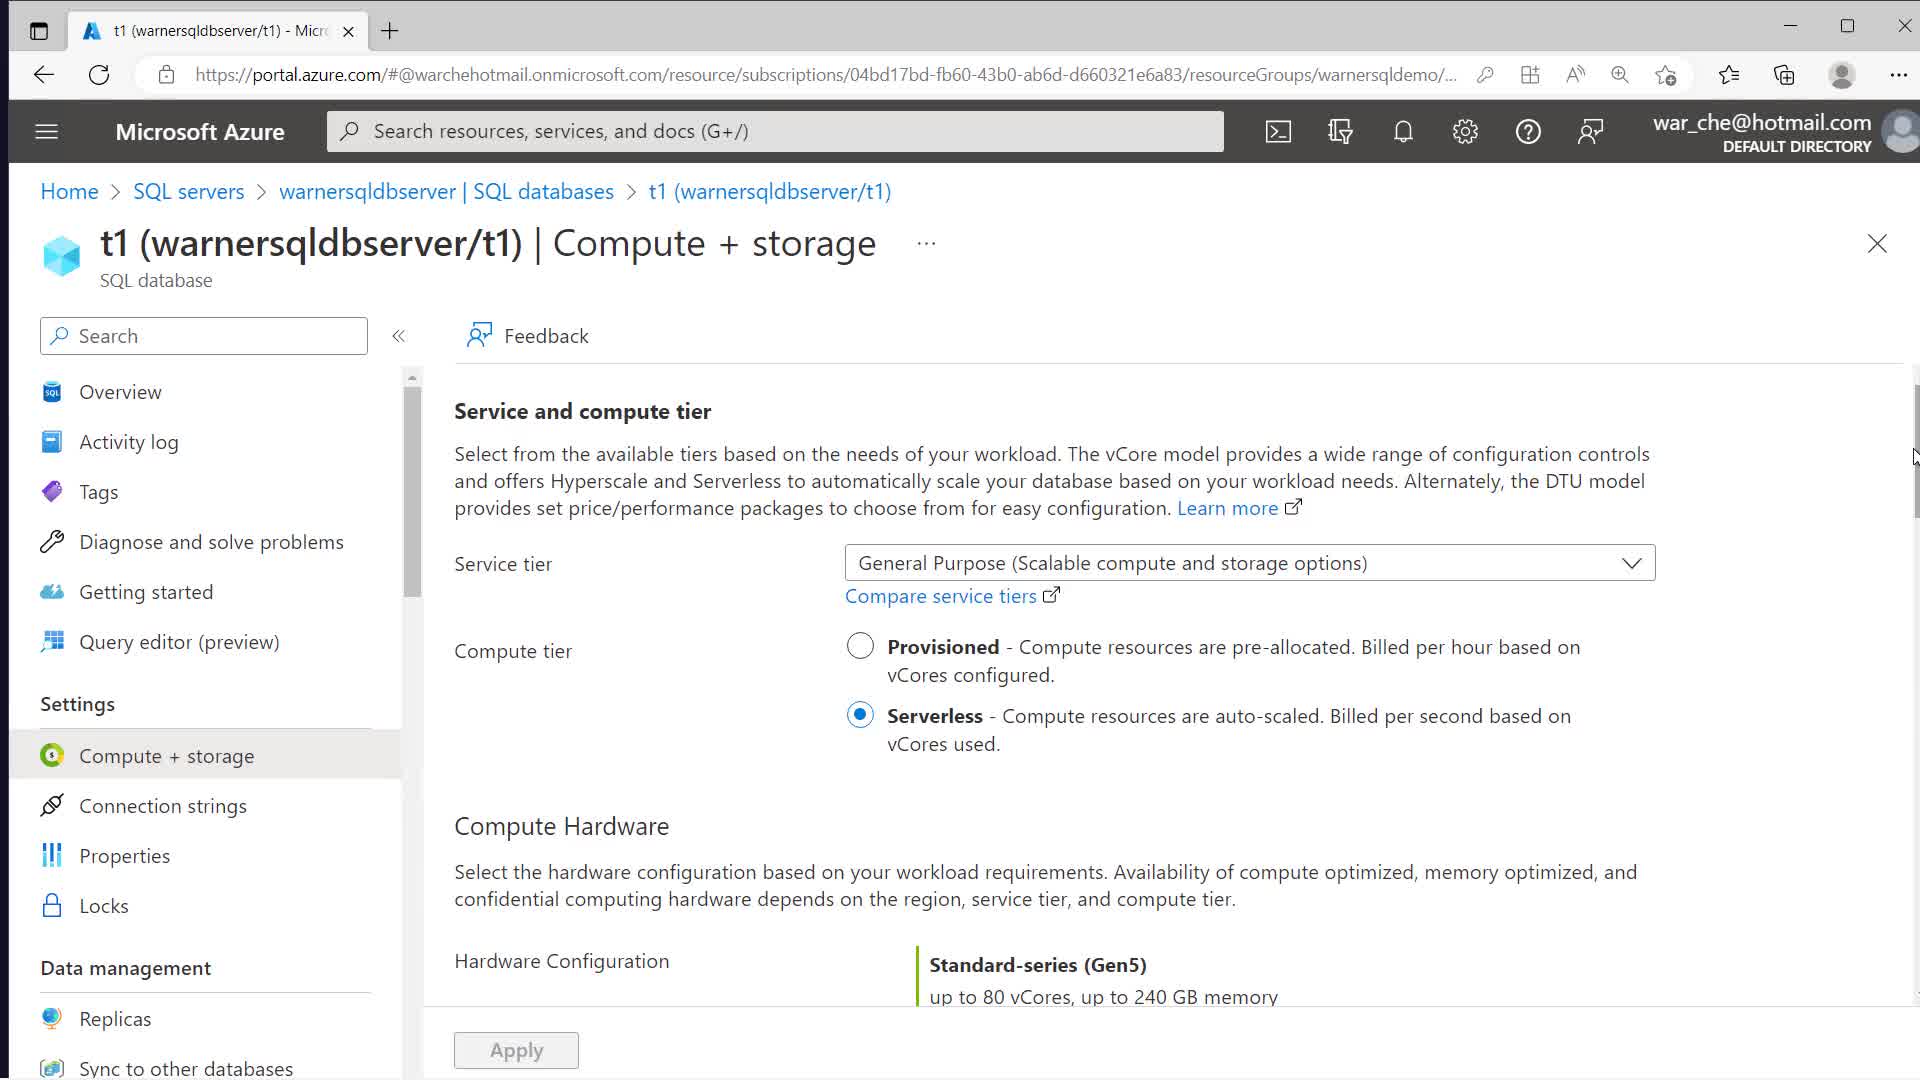 t1 (warnersqldbserver/t1) - Micr
https://portal.azure.com/#@warchehotmail.onmicrosoft.com/resource/subscriptions/04bd17bd-fb60-43b0-ab6d-d660321e6a83/resourceGroups/warnersqldemo/...
Microsoft Azure
Search resources, services, and docs (G+/)
war_che@hotmail.com
DEFAULT DIRECTORY
Home > SQL servers > warnersqldbserver | SQL databases > t1 (warnersqldbserver/t1)
t1 (warnersqldbserver/t1) | Compute + storage ...
SQL database
Search
Feedback
Overview
Activity log
Tags
Diagnose and solve problems
Getting started
Query editor (preview)
Settings
Compute + storage
Connection strings
Properties
Locks
Data management
Replicas
Sync to other databases
Service and compute tier
Select from the available tiers based on the needs of your workload. The vCore model provides a wide range of configuration controls
and offers Hyperscale and Serverless to automatically scale your database based on your workload needs. Alternately, the DTU model
provides set price/performance packages to choose from for easy configuration. Learn more
Service tier
General Purpose (Scalable compute and storage options)
Compare service tiers
Compute tier
Provisioned - Compute resources are pre-allocated. Billed per hour based on
vCores configured.
Serverless - Compute resources are auto-scaled. Billed per second based on
vCores used.
Compute Hardware
Select the hardware configuration based on your workload requirements. Availability of compute optimized, memory optimized, and
confidential computing hardware depends on the region, service tier, and compute tier.
Hardware Configuration
Standard-series (Gen5)
up to 80 vCores, up to 240 GB memory
Apply